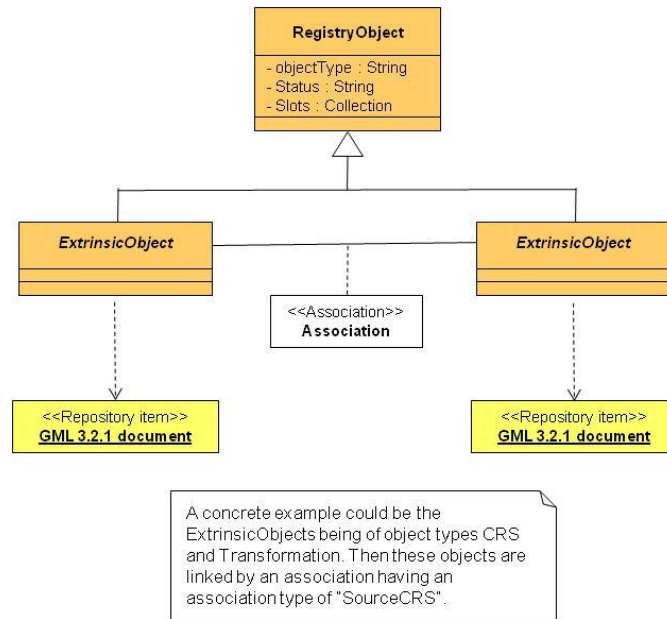 RegistryObject
- objectType : String
- Status : String
- Slots : Collection
ExtrinsicObject
ExtrinsicObject
<<Association>>
Association
<<Repository item>>
GML 3.2.1 document
<<Repository item>>
GML 3.2.1 document
A concrete example could be the
ExtrinsicObjects being of object types CRS
and Transformation. Then these objects are
linked by an association having an
association type of "SourceCRS".